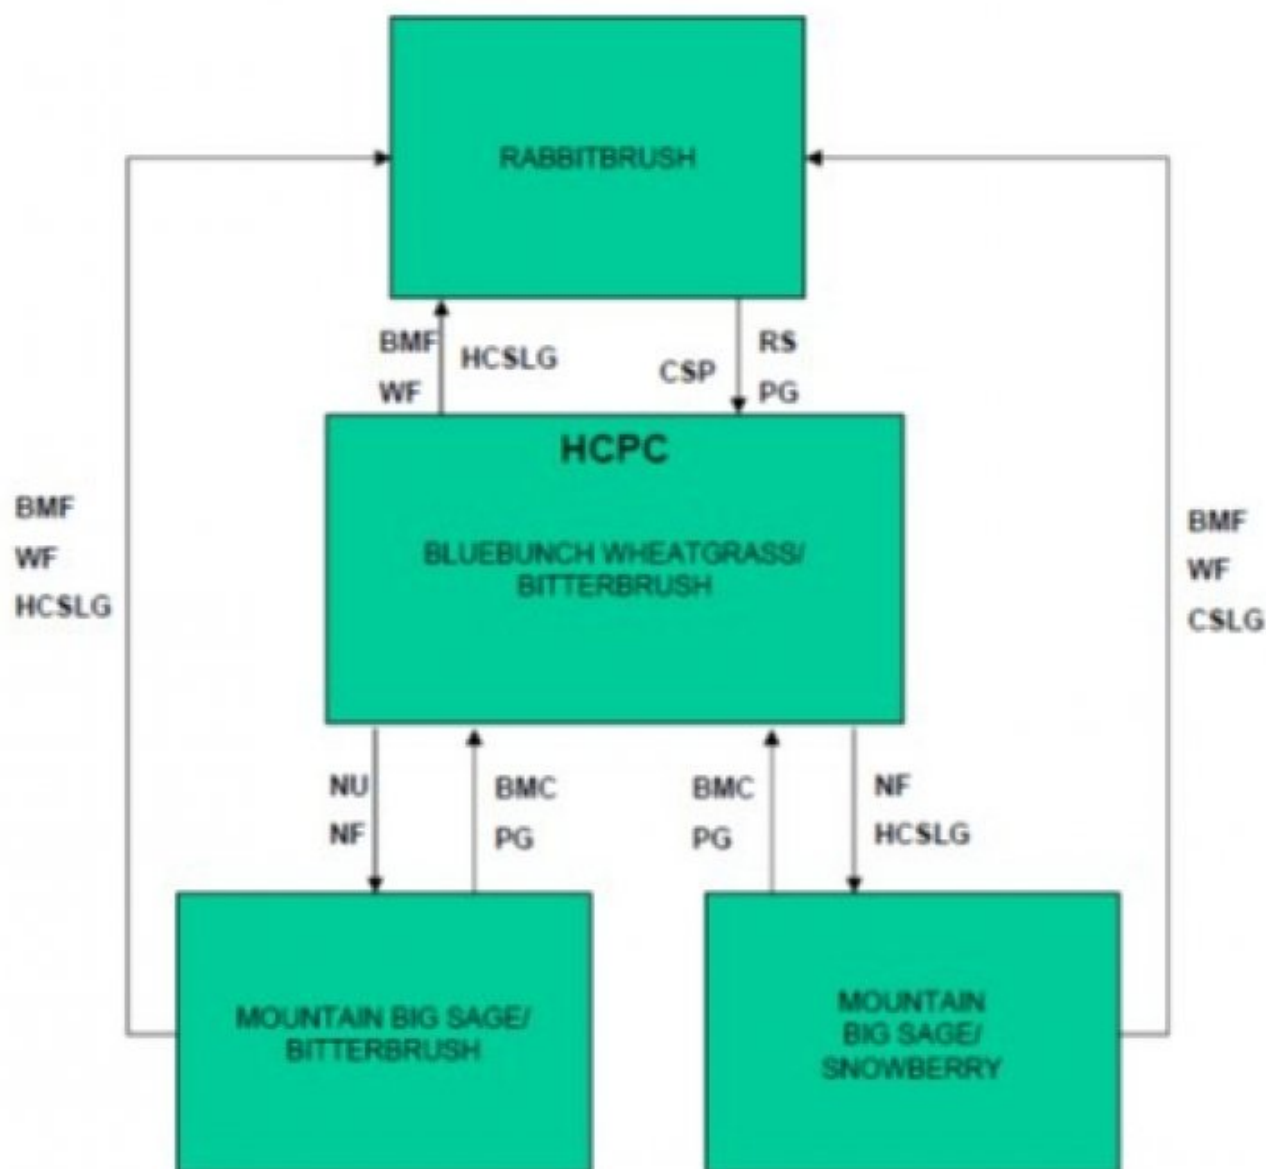 RABBITBRUSH
BMF
WF
HCSLG
CSP
RS
PG
HCPC
BLUEBUNCH WHEATGRASS/
BITTERBRUSH
BMF
WF
HCSLG
BMF
WF
CSLG
NU
NF
BMC
PG
BMC
PG
NF
HCSLG
MOUNTAIN BIG SAGE/
BITTERBRUSH
MOUNTAIN
BIG SAGE/
SNOWBERRY